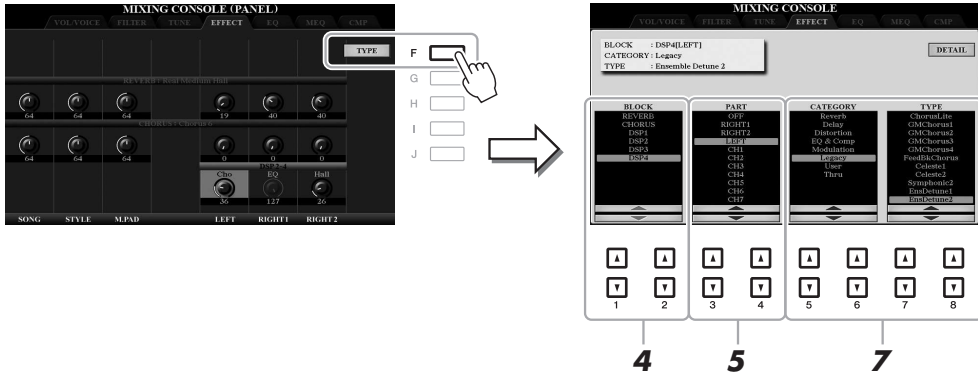 MIXING CONSOLE (PANEL)
VOL/VOICE FILTER TUNE EFFECT EQ MEQ CMP
TYPE
F
G
H
I
J
REVERB : Real Medium Hall
64 64 64 19 40 40
CHORUS : Chorus 6
64 64 64 0 0 0
DSP2-4
Cho EQ Hall
36 127 26
SONG STYLE M.PAD LEFT RIGHT1 RIGHT2
MIXING CONSOLE
VOL/VOICE FILTER TUNE EFFECT EQ MEQ CMP
BLOCK : DSP4[LEFT]
CATEGORY : Legacy
TYPE : Ensemble Detune 2
DETAIL
BLOCK
REVERB
CHORUS
DSP1
DSP2
DSP3
DSP4
PART
OFF
RIGHT1
RIGHT2
LEFT
CH1
CH2
CH3
CH4
CH5
CH6
CH7
CATEGORY
Reverb
Delay
Distortion
EQ & Comp
Modulation
Legacy
User
Thru
TYPE
ChorusLite
GMChorus1
GMChorus2
GMChorus3
GMChorus4
FeedBkChorus
Celeste1
Celeste2
Symphonic2
EnsDetune1
EnsDetune2
1 2 3 4 5 6 7 8
4 5 7